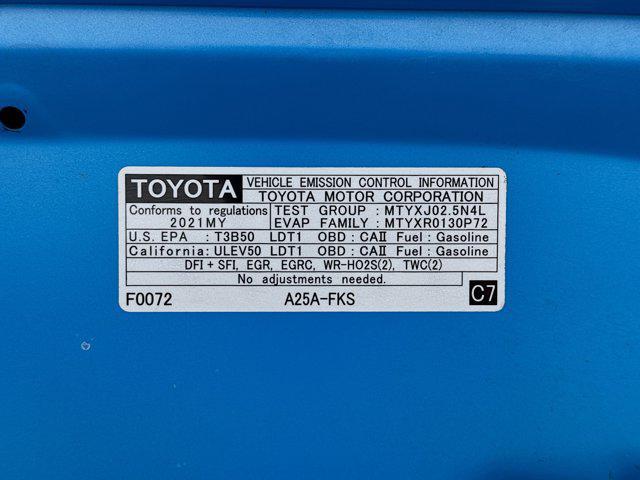 TOYOTA VEHICLE EMISSION CONTROL INFORMATION
TOYOTA MOTOR CORPORATION
Conforms to regulations TEST GROUP : MTYXJ02.5N4L
2021MY EVAP FAMILY : MTYXR0130P72
U.S. EPA : T3B50 LDT1 OBD : CAII Fuel : Gasoline
California: ULEV50 LDT1 OBD : CAII Fuel : Gasoline
DFI + SFI, EGR, EGRC, WR-HO2S(2), TWC(2)
No adjustments needed.
F0072 A25A-FKS C7